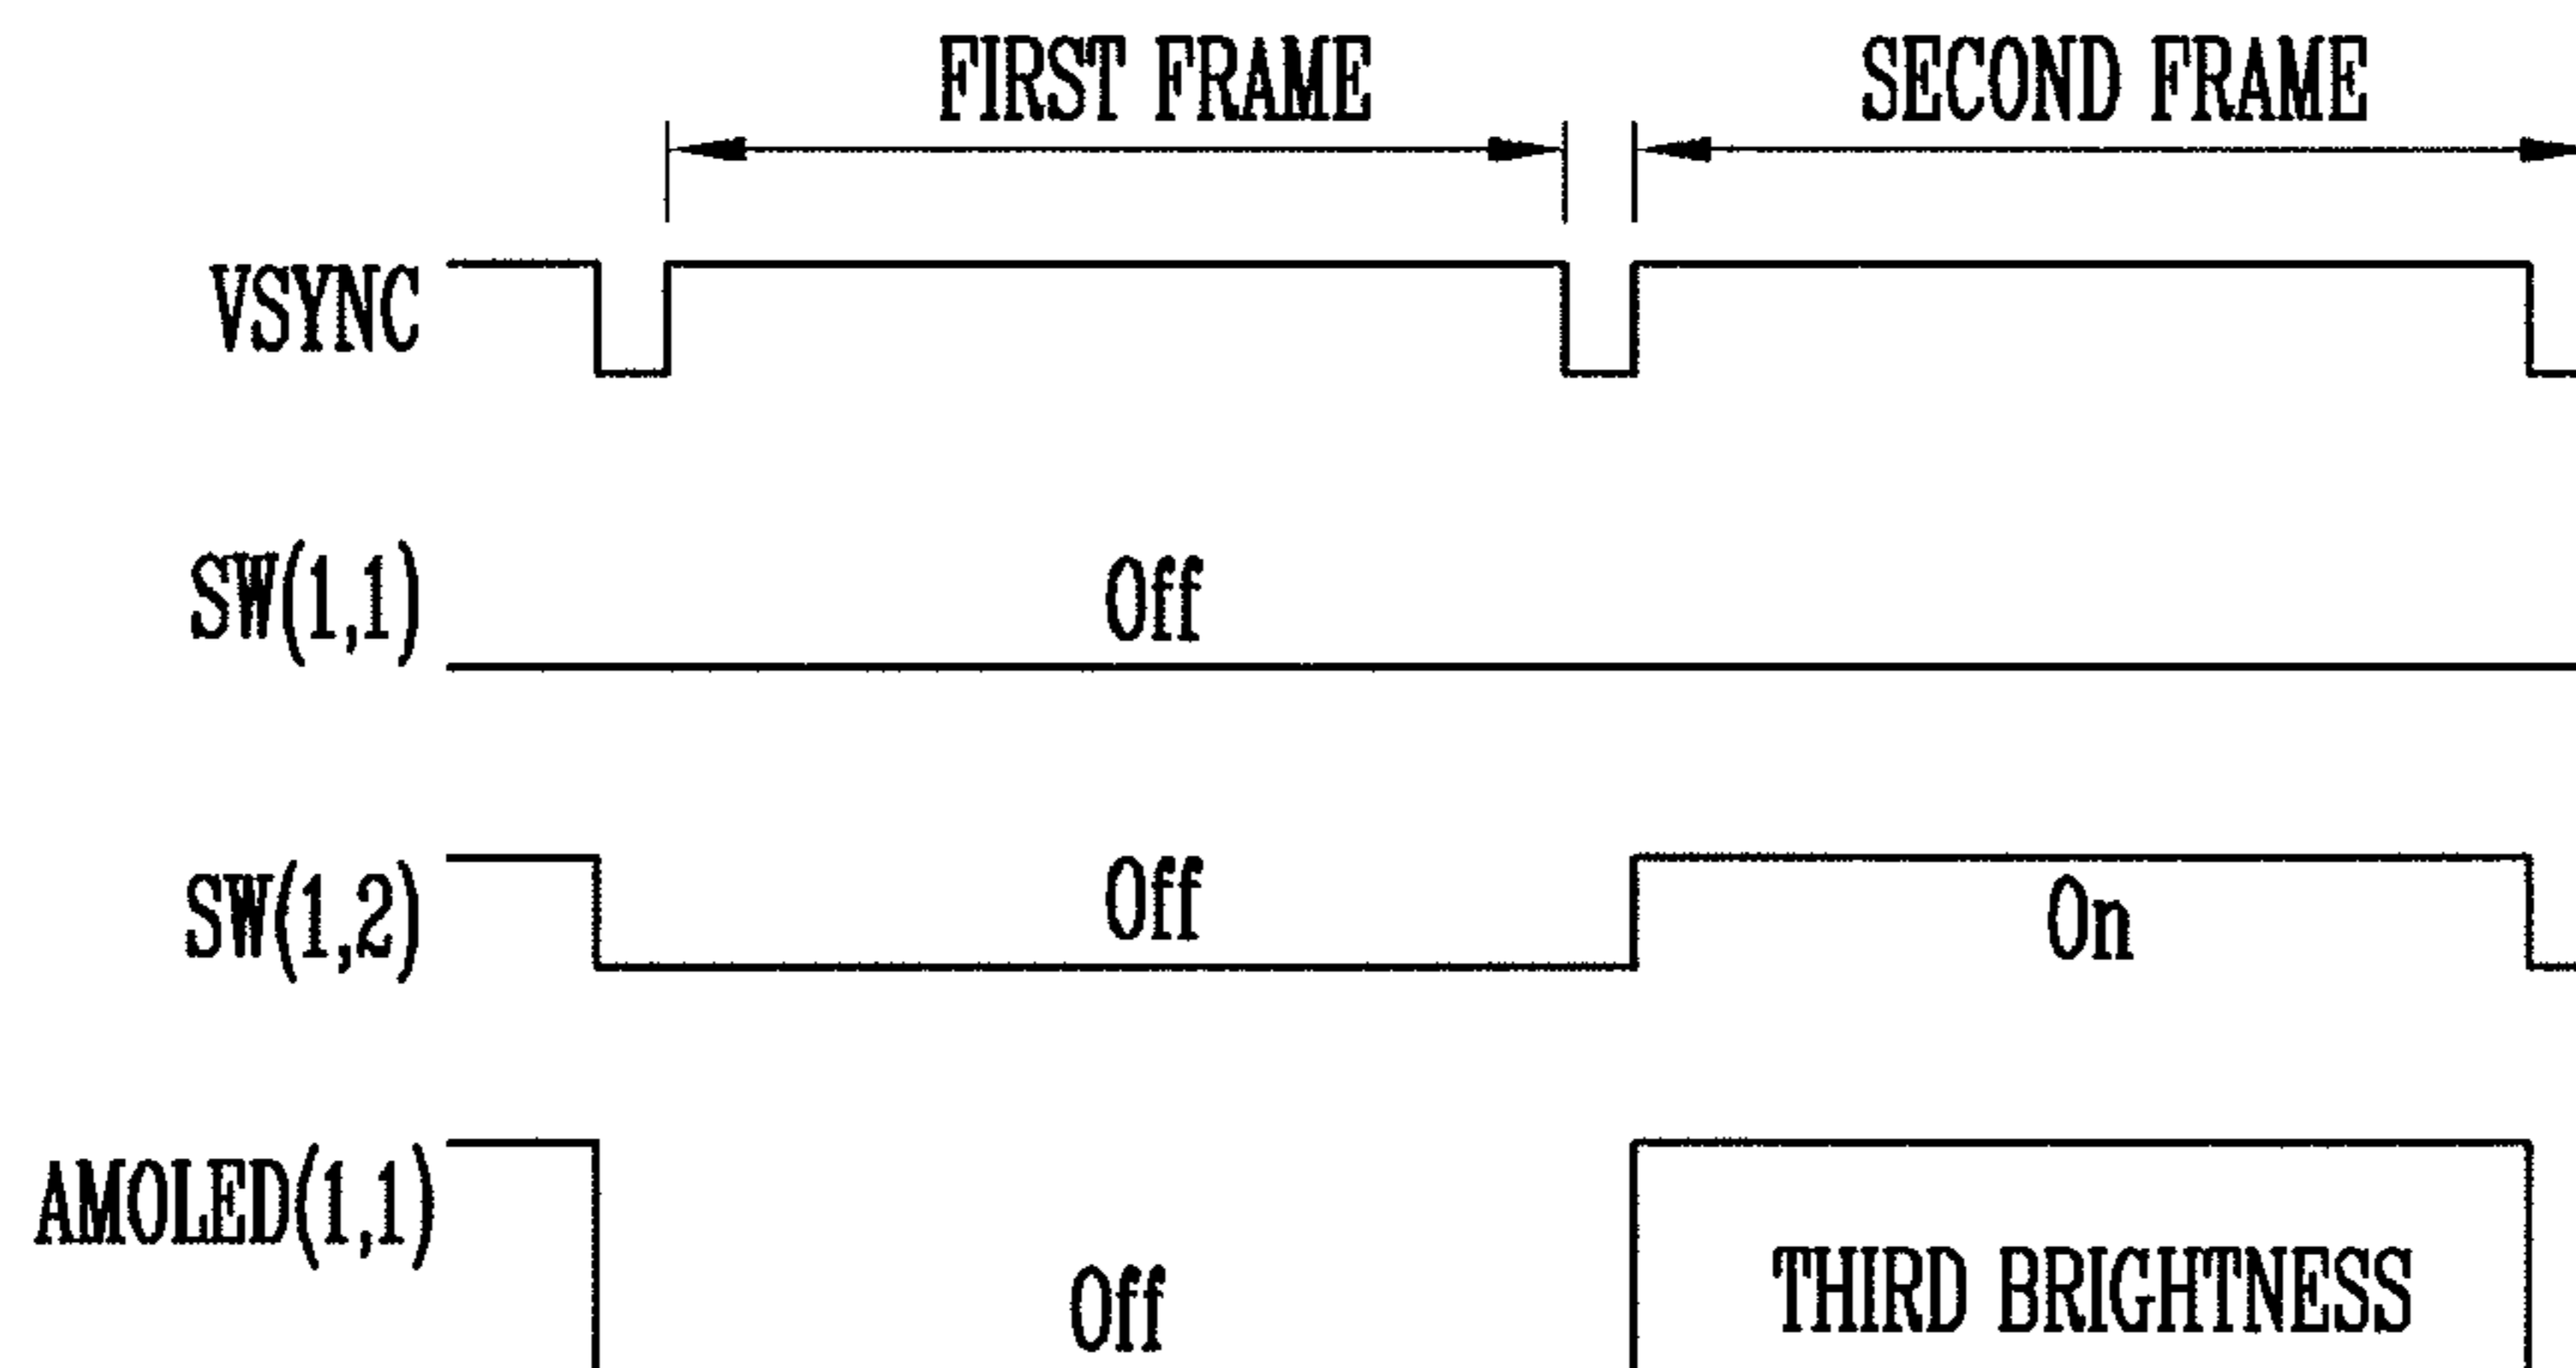 FIRST FRAME SECOND FRAME
VSYNC
SW(1,1) Off
SW(1,2) Off On
AMOLED(1,1) Off THIRD BRIGHTNESS